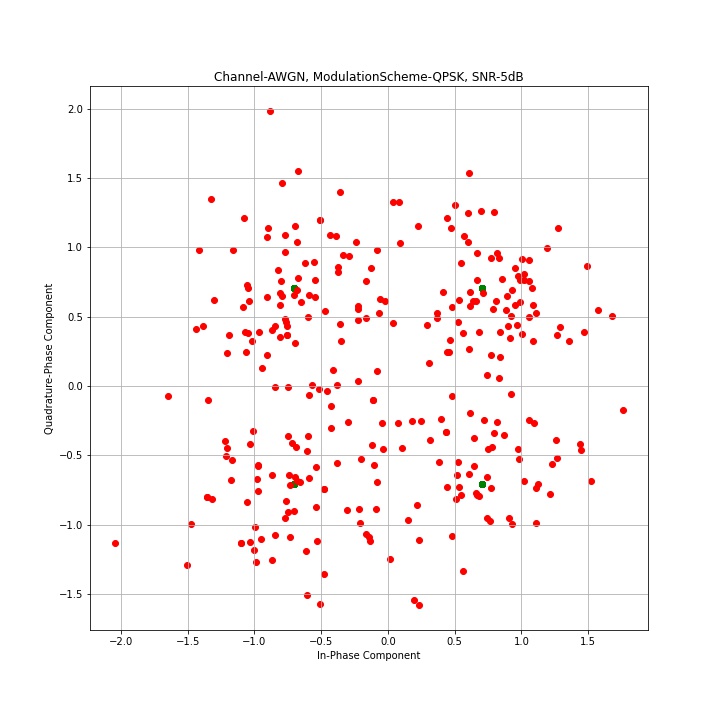 Channel-AWGN, ModulationScheme-QPSK, SNR-5dB
2.0
1.5
1.0
0.5
0.0
−0.5
−1.0
−1.5
Quadrature-Phase Component
−2.0 −1.5 −1.0 −0.5 0.0 0.5 1.0 1.5
In-Phase Component